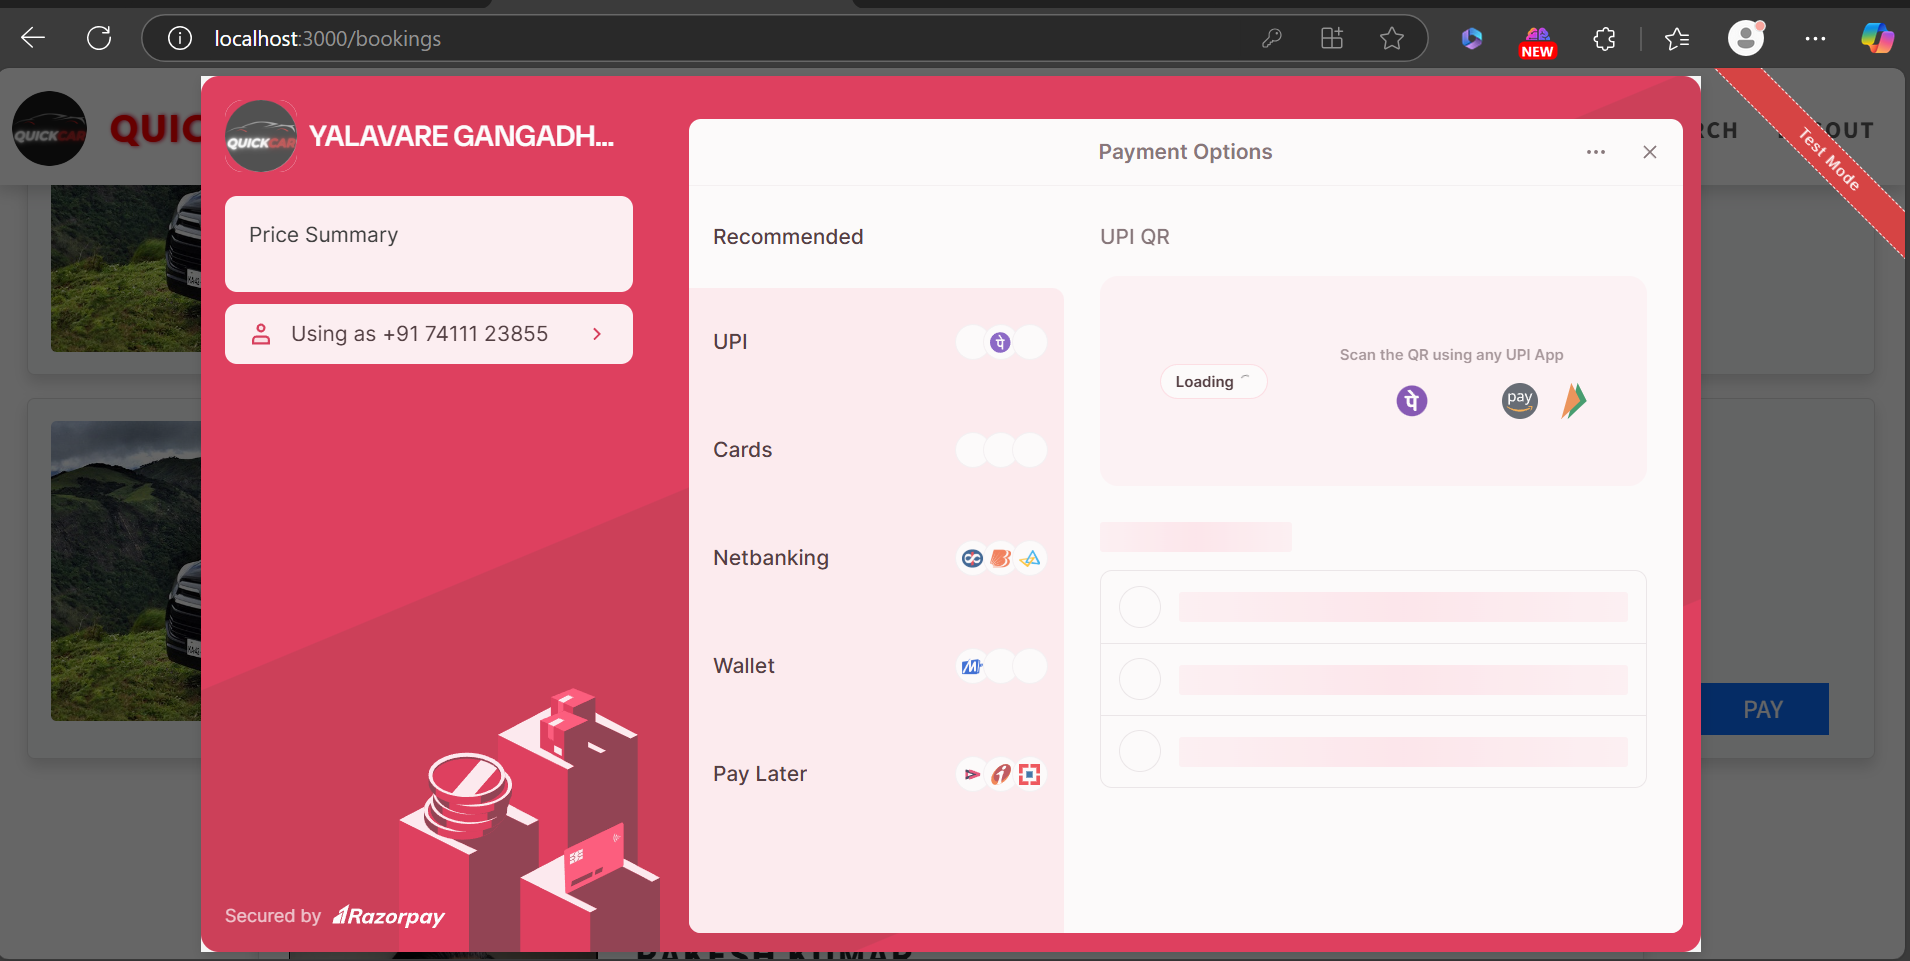 localhost:3000/bookings
NEW
QUICKCAR
QUIC
RCH
OUT
Test Mode
QUICKCAR
YALAVARE GANGADH...
Price Summary
Using as +91 74111 23855
Payment Options
Recommended
UPI
Cards
Netbanking
Wallet
Pay Later
UPI QR
Loading
Scan the QR using any UPI App
पे
pay
PAY
Secured by Razorpay